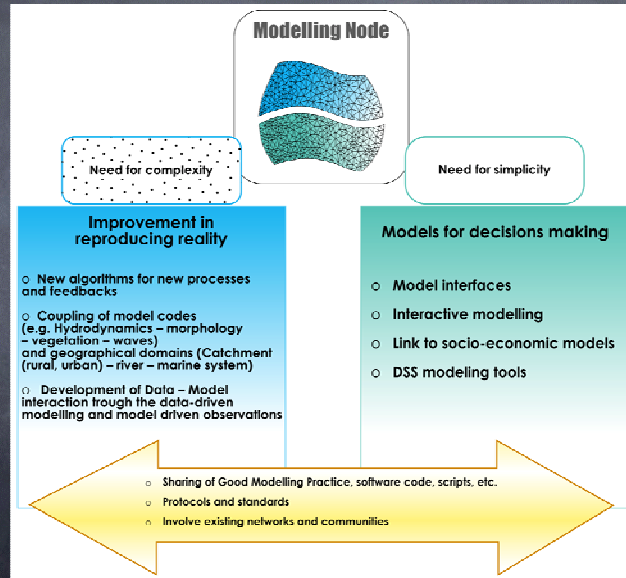 Modelling Node
Need for complexity
Need for simplicity
Improvement in
reproducing reality
o New algorithms for new processes
and feedbacks
o Coupling of model codes
(e.g. Hydrodynamics – morphology
– vegetation – waves)
and geographical domains (Catchment
(rural, urban) – river – marine system)
o Development of Data – Model
interaction trough the data-driven
modelling and model driven observations
Models for decisions making
o Model interfaces
o Interactive modelling
o Link to socio-economic models
o DSS modeling tools
o Sharing of Good Modelling Practice, software code, scripts, etc.
o Protocols and standards
o Involve existing networks and communities